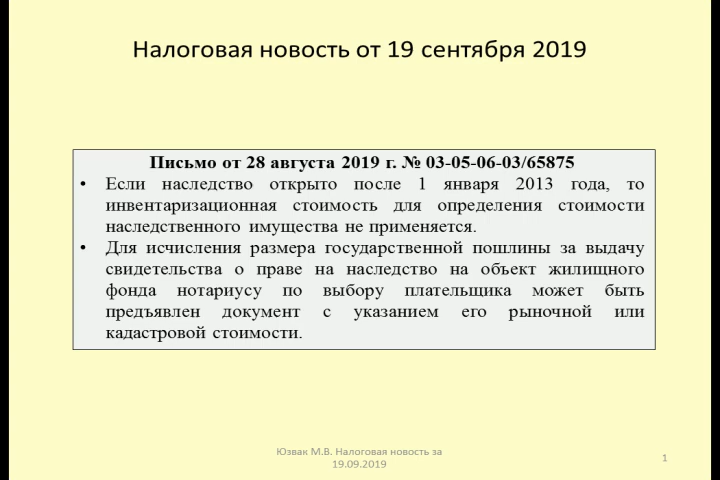 Налоговая новость от 19 сентября 2019
Письмо от 28 августа 2019 г. № 03-05-06-03/65875
• Если наследство открыто после 1 января 2013 года, то
инвентаризационная стоимость для определения стоимости
наследственного имущества не применяется.
• Для исчисления размера государственной пошлины за выдачу
свидетельства о праве на наследство на объект жилищного
фонда нотариусу по выбору плательщика может быть
предъявлен документ с указанием его рыночной или
кадастровой стоимости.
Юзвак М.В. Налоговая новость за
19.09.2019
1